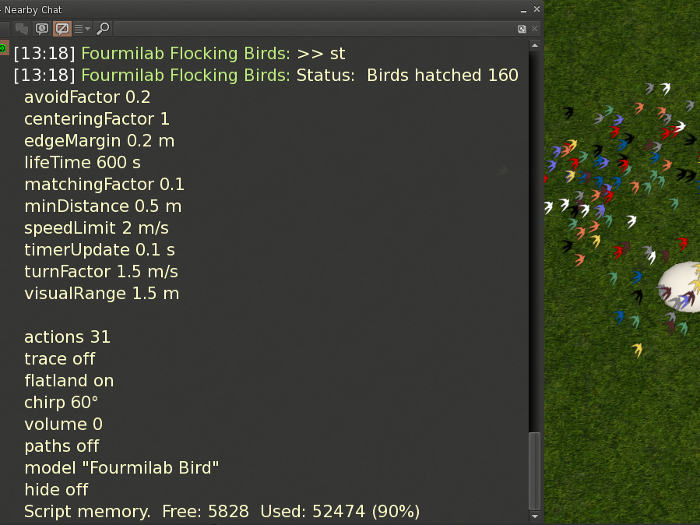 Nearby Chat
[13:18] Fourmilab Flocking Birds: >> st
[13:18] Fourmilab Flocking Birds: Status:  Birds hatched 160
avoidFactor 0.2
centeringFactor 1
edgeMargin 0.2 m
lifeTime 600 s
matchingFactor 0.1
minDistance 0.5 m
speedLimit 2 m/s
timerUpdate 0.1 s
turnFactor 1.5 m/s
visualRange 1.5 m
actions 31
trace off
flatland on
chirp 60°
volume 0
paths off
model "Fourmilab Bird"
hide off
Script memory.  Free: 5828  Used: 52474 (90%)